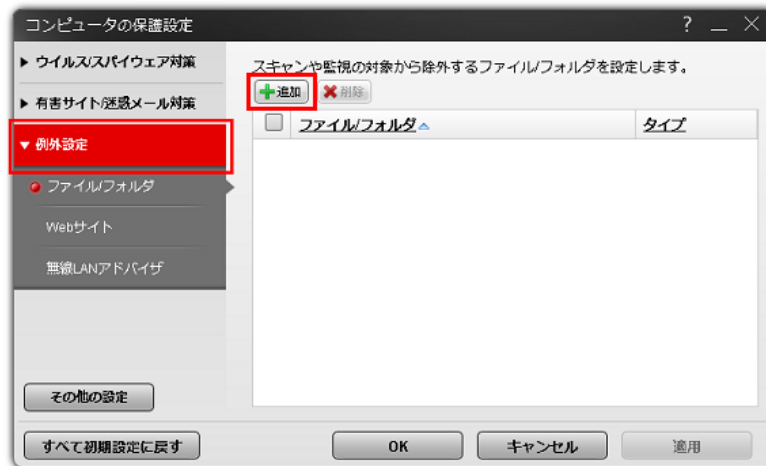 コンピュータの保護設定
? _ ×
ウイルス/スパイウェア対策
有害サイト/迷惑メール対策
例外設定
ファイル/フォルダ
Webサイト
無線LANアドバイザ
その他の設定
スキャンや監視の対象から除外するファイル/フォルダを設定します。
追加 削除
ファイル/フォルダ タイプ
すべて初期設定に戻す OK キャンセル 適用